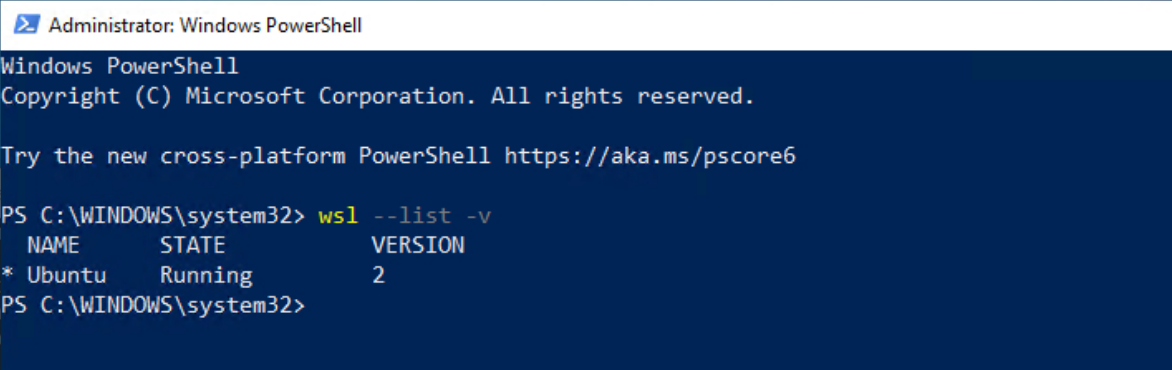 Administrator: Windows PowerShell
Windows PowerShell
Copyright (C) Microsoft Corporation. All rights reserved.
Try the new cross-platform PowerShell https://aka.ms/pscore6
PS C:\WINDOWS\system32> wsl --list -v
  NAME      STATE           VERSION
* Ubuntu    Running         2
PS C:\WINDOWS\system32>